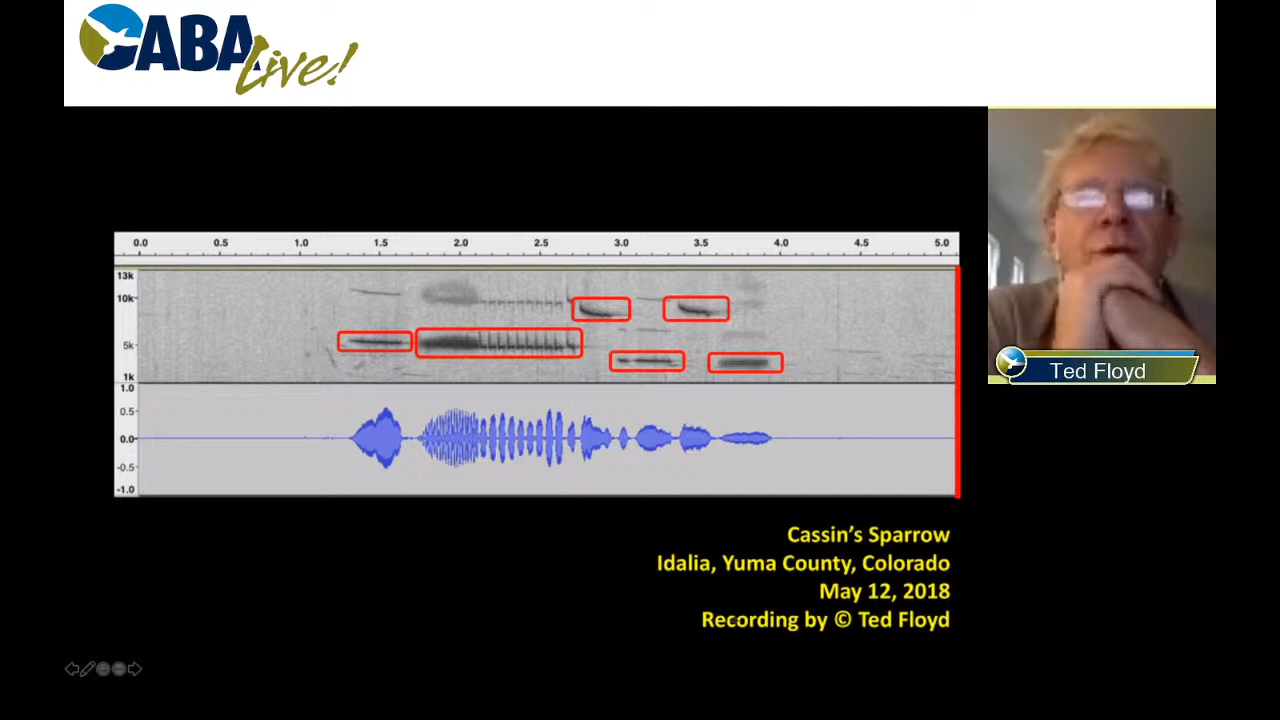 ABA
Live!
0.0 0.5 1.0 1.5 2.0 2.5 3.0 3.5 4.0 4.5 5.0
13k
10k
5k
1k
1.0
0.5
0.0
-0.5
-1.0
Ted Floyd
Cassin's Sparrow
Idalia, Yuma County, Colorado
May 12, 2018
Recording by © Ted Floyd